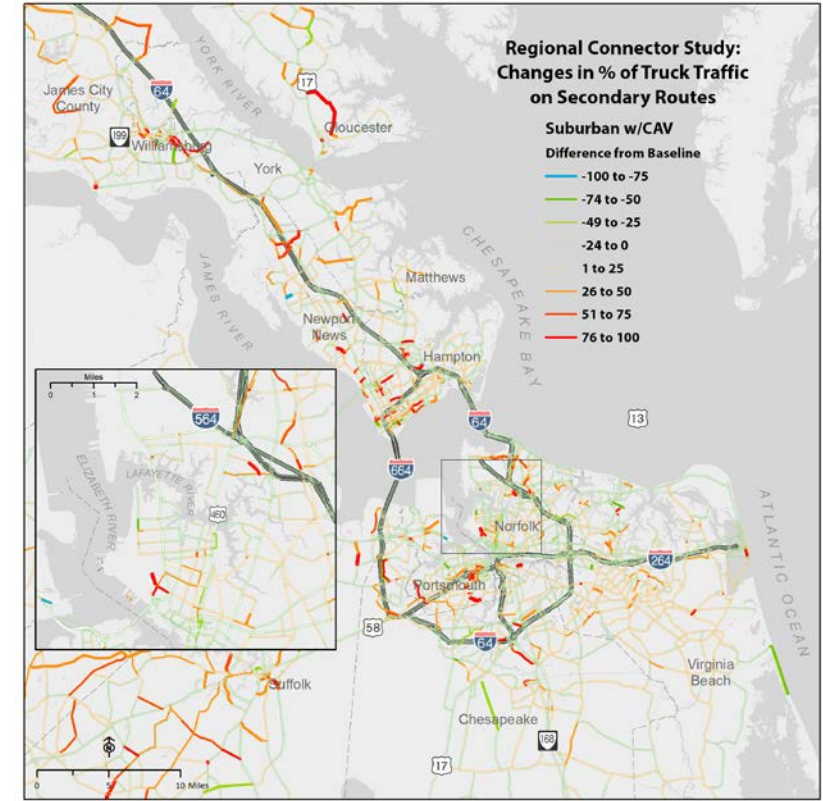 Regional Connector Study:
Changes in % of Truck Traffic
on Secondary Routes
Suburban w/CAV
Difference from Baseline
-100 to -75
-74 to -50
-49 to -25
-24 to 0
1 to 25
26 to 50
51 to 75
76 to 100
YORK RIVER
17
James City
County
64
Gloucester
199
Williamsburg
York
CHESAPEAKE BAY
JAMES RIVER
Matthews
Newport
News
Hampton
Miles
0 1 2
564
64
13
ELIZABETH RIVER
LAFAYETTE RIVER
664
460
ATLANTIC OCEAN
Norfolk
264
Portsmouth
58
64
Virginia
Beach
Suffolk
Chesapeake
168
N
17
0 5 10 Miles